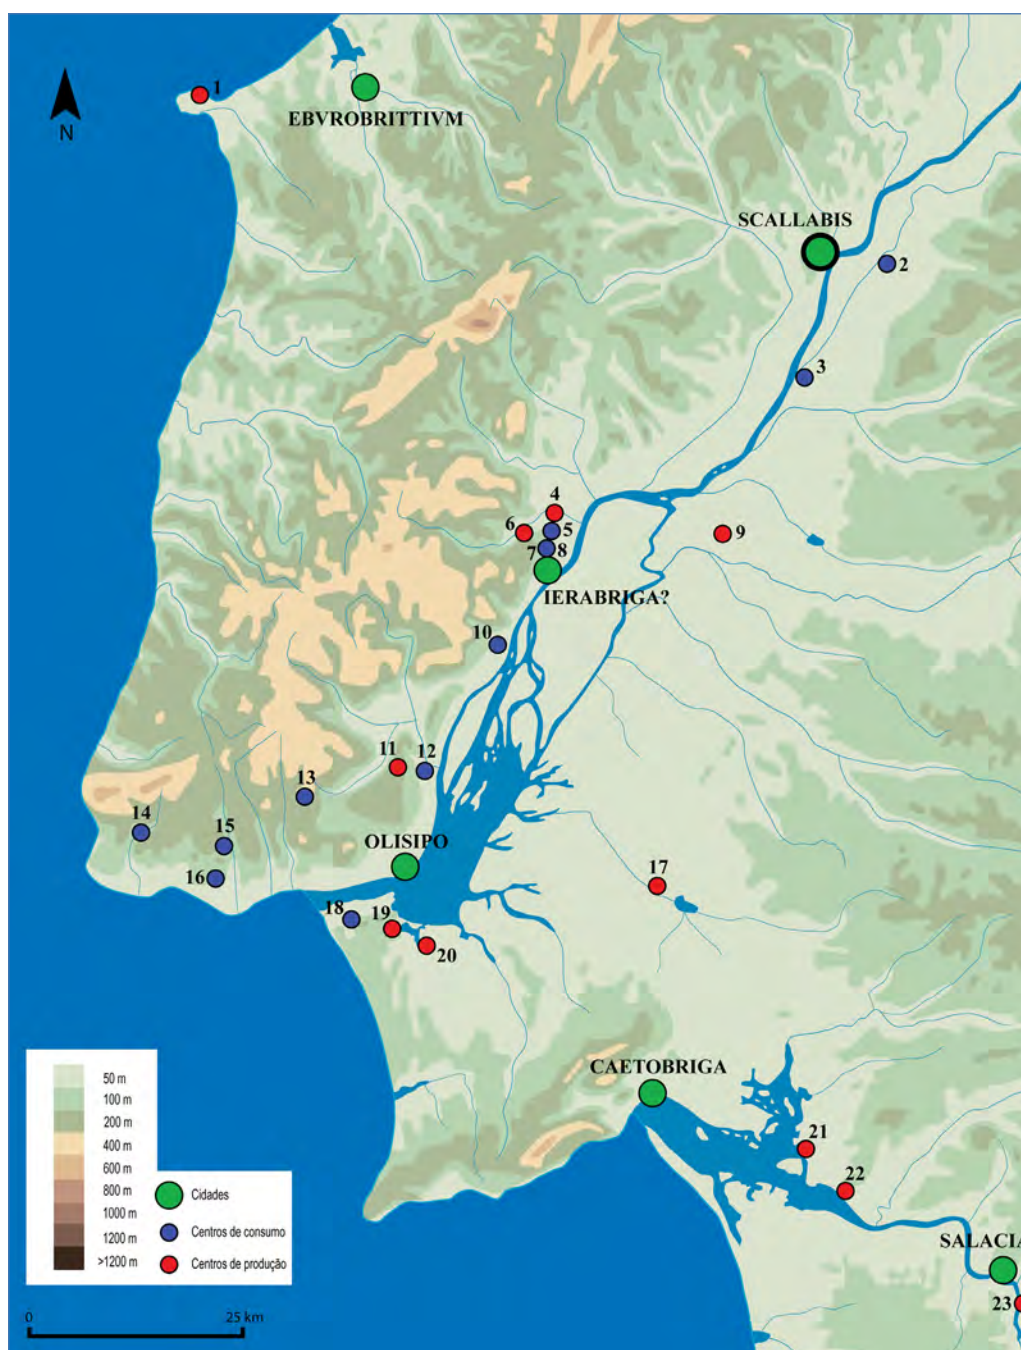 1
EBVROBRITTIVM
N
SCALLABIS
2
3
4
5
6
7
8
9
IERABRIGA?
10
11
12
13
14
15
16
OLISIPO
17
18
19
20
CAETOBRIGA
21
22
SALACIA
23
50 m
100 m
200 m
400 m
600 m
800 m
1000 m
1200 m
>1200 m
Cidades
Centros de consumo
Centros de produção
0
25 km